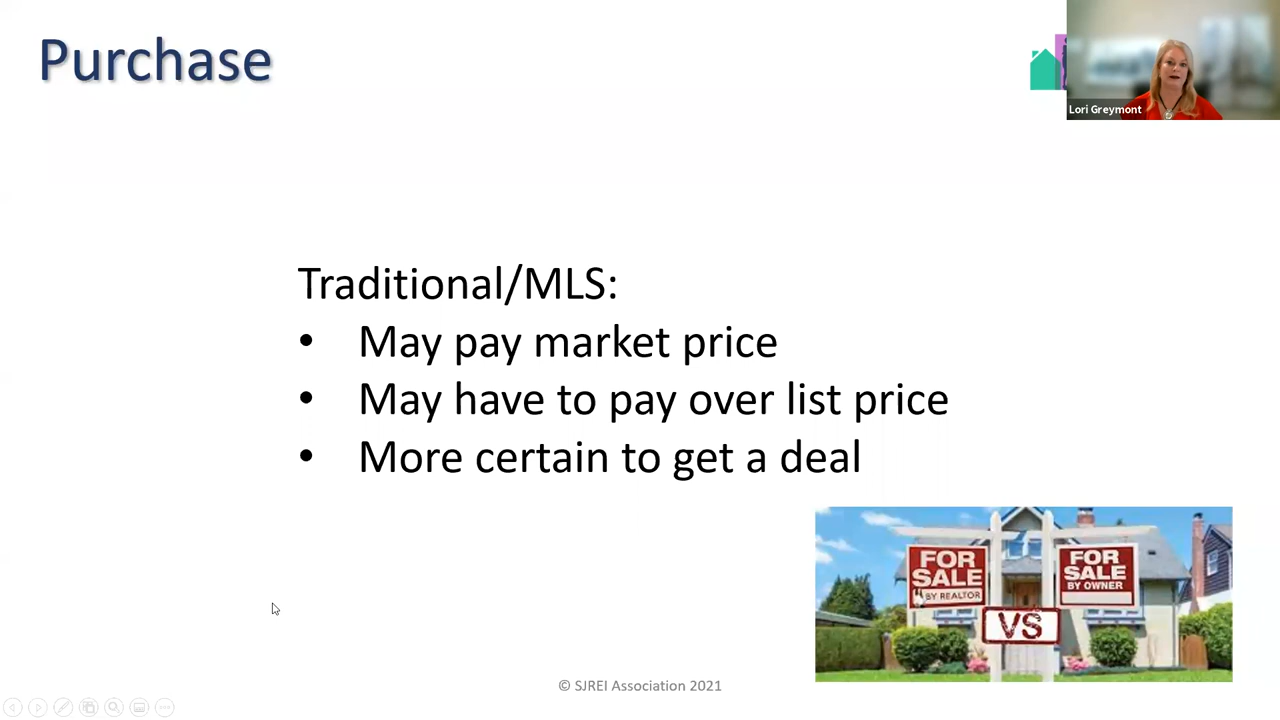 Purchase
Lori Greymont
Traditional/MLS:
• May pay market price
• May have to pay over list price
• More certain to get a deal
FOR
SALE
BY REALTOR
FOR
SALE
BY OWNER
VS
© SJREI Association 2021